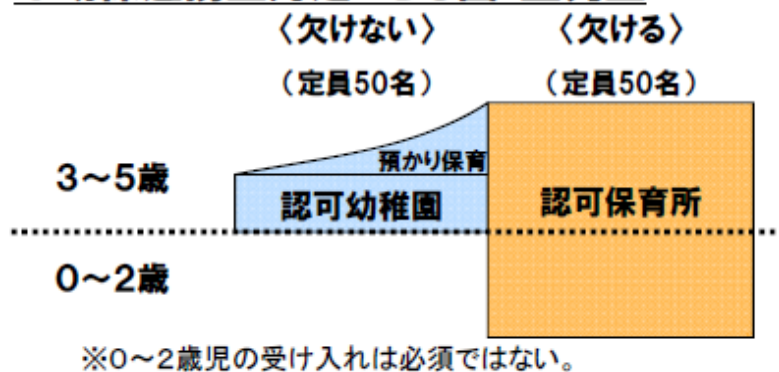 〈欠けない〉 〈欠ける〉
（定員50名） （定員50名）
預かり保育
3～5歳
認可幼稚園 認可保育所
0～2歳
※0～2歳児の受け入れは必須ではない。